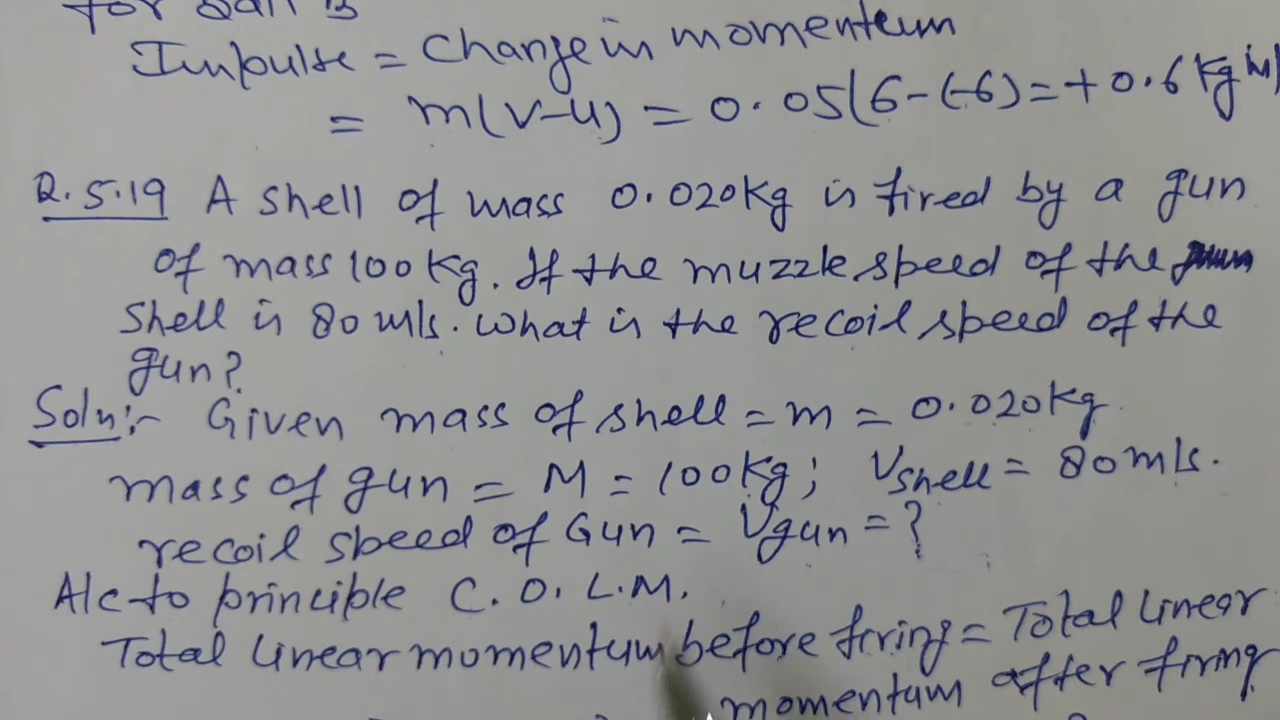 for Ball B
Impulse = Change in momentum
= m(v-u) = 0.05(6-(-6) = +0.6 kg m/
Q.5.19 A shell of mass 0.020kg is fired by a gun
of mass 100kg. If the muzzle speed of the
shell is 80m/s. what is the recoil speed of the
gun?
Soln:- Given mass of shell = m = 0.020kg.
mass of gun = M = 100kg; Vshell = 80m/s.
recoil speed of Gun = Vgun = ?
A/c to principle C.O.L.M.
Total linear momentum before firing = Total linear
momentum after firing